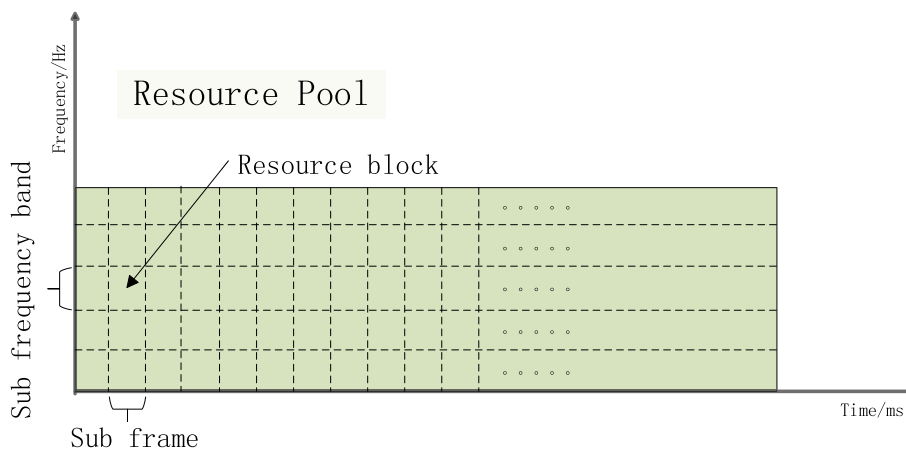 Frequency/Hz
Resource Pool
Resource block
Sub frequency band
Time/ms
Sub frame